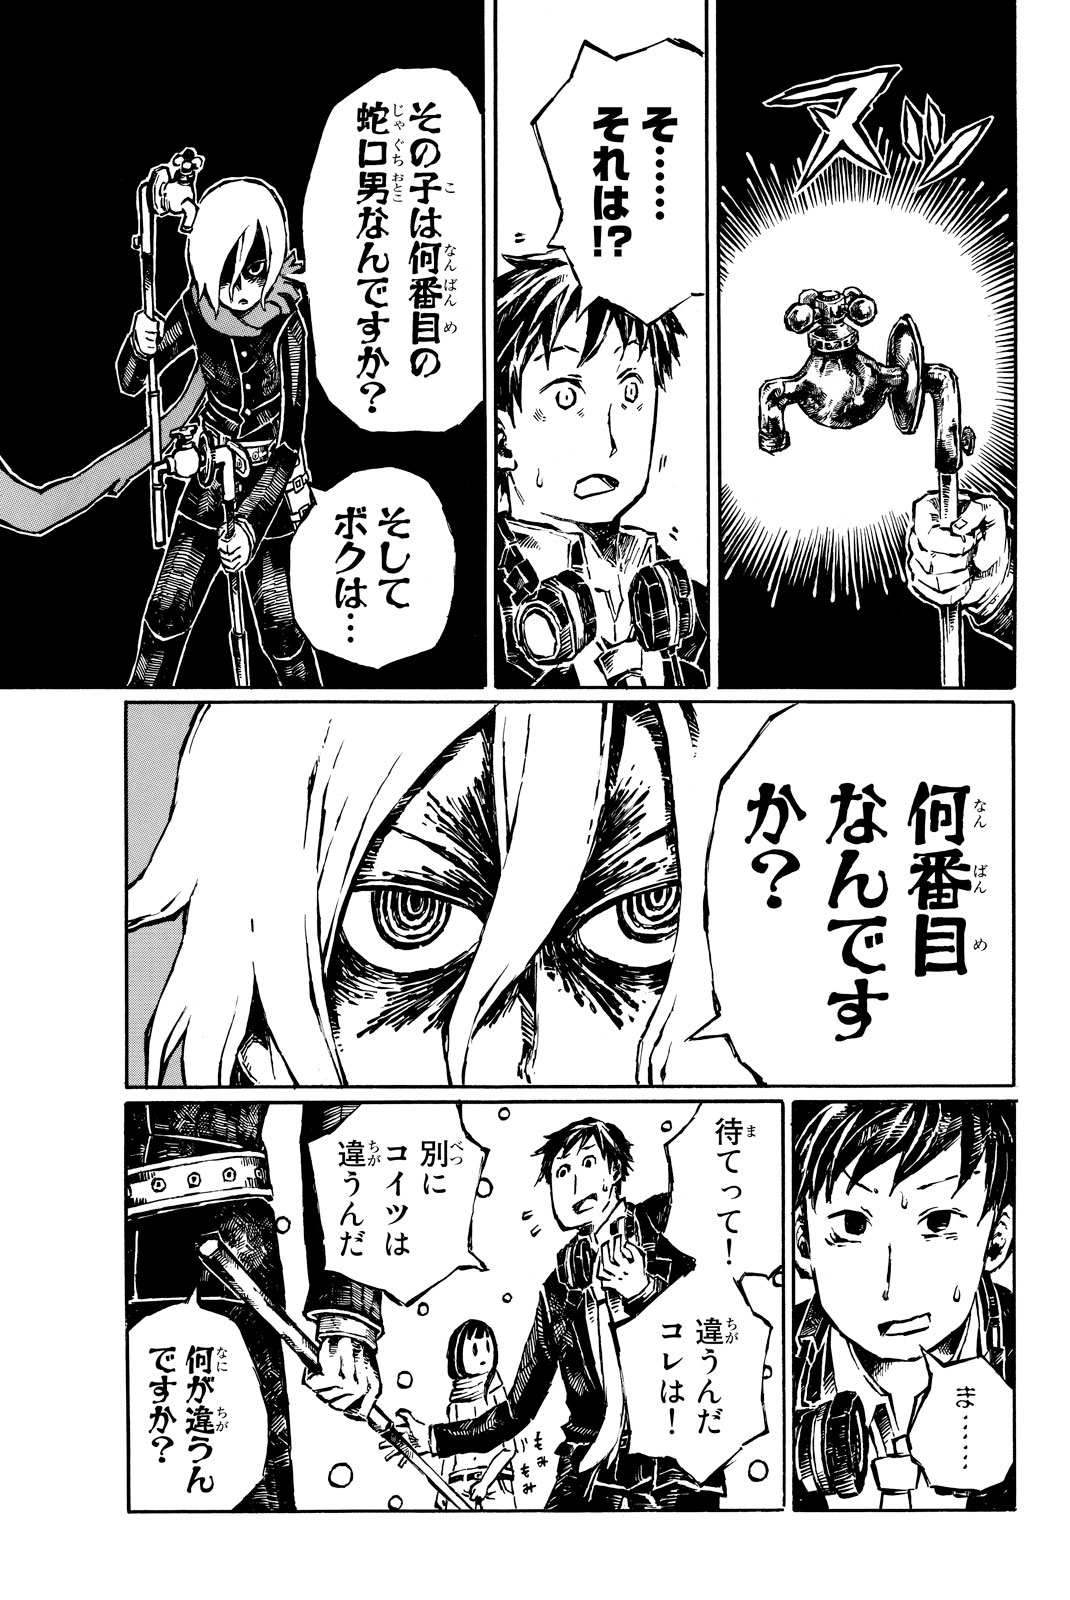 ヌッ
そ……
それは!?
その子は何番目の
蛇口男なんですか?
そして
ボクは…
何番目
なんです
か?
ま……
待てって!
違うんだ
コレは!
別に
コイツは
違うんだ
もみ
もみ
何が違うん
ですか?